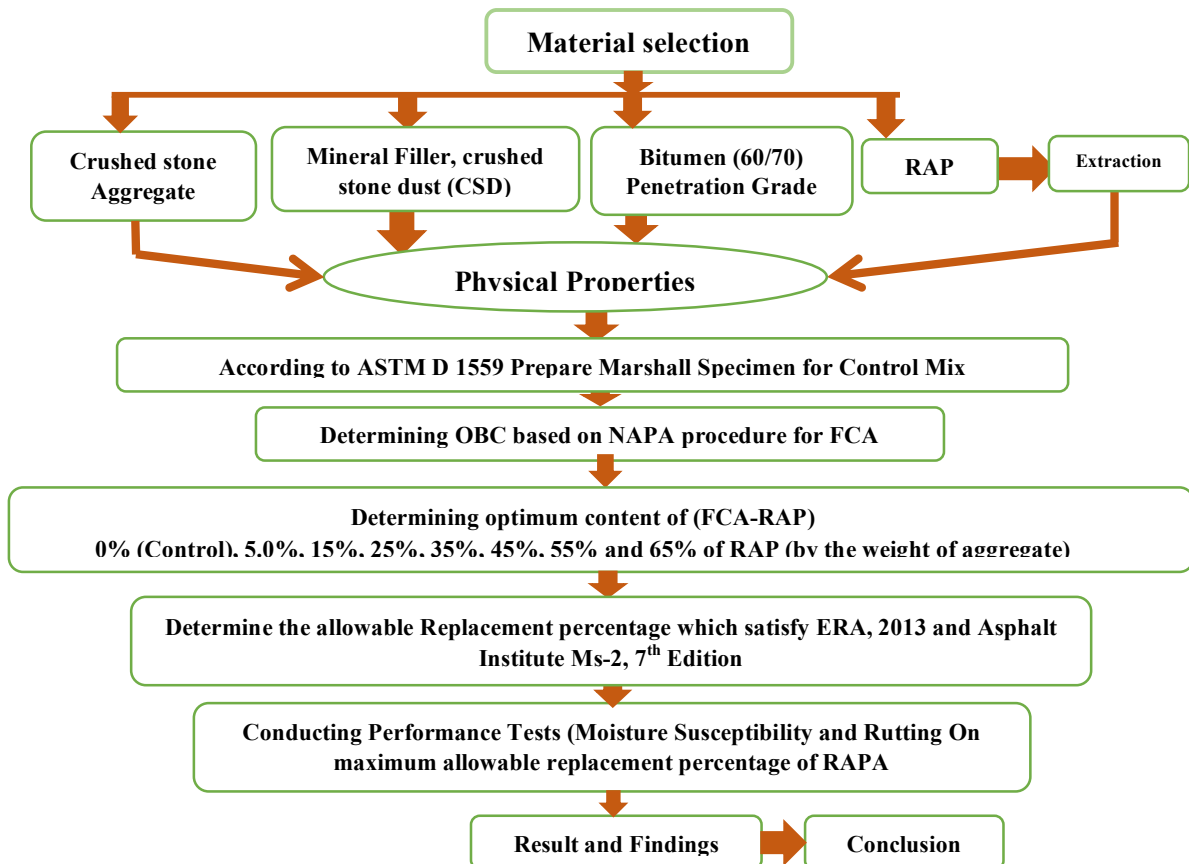 Material selection
Crushed stone
Aggregate
Mineral Filler, crushed
stone dust (CSD)
Bitumen (60/70)
Penetration Grade
RAP
Extraction
Physical Properties
According to ASTM D 1559 Prepare Marshall Specimen for Control Mix
Determining OBC based on NAPA procedure for FCA
Determining optimum content of (FCA-RAP)
0% (Control), 5.0%, 15%, 25%, 35%, 45%, 55% and 65% of RAP (by the weight of aggregate)
Determine the allowable Replacement percentage which satisfy ERA, 2013 and Asphalt
Institute Ms-2, 7th Edition
Conducting Performance Tests (Moisture Susceptibility and Rutting On
maximum allowable replacement percentage of RAPA
Result and Findings
Conclusion